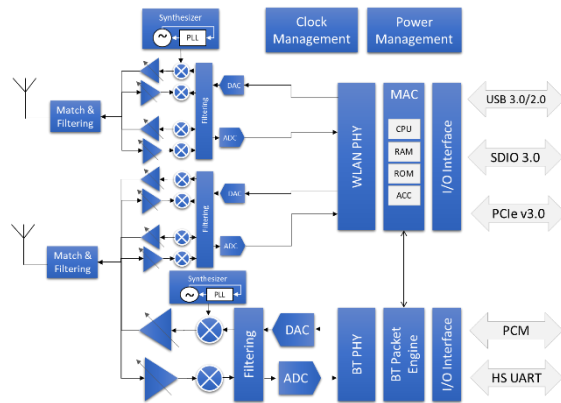 Synthesizer
PLL
Clock
Management
Power
Management
Match &
Filtering
Filtering
DAC
ADC
WLAN PHY
MAC
CPU
RAM
ROM
ACC
I/O Interface
USB 3.0/2.0
SDIO 3.0
PCIe v3.0
Filtering
DAC
ADC
Match &
Filtering
Synthesizer
PLL
Filtering
DAC
ADC
BT PHY
BT Packet
Engine
I/O Interface
PCM
HS UART